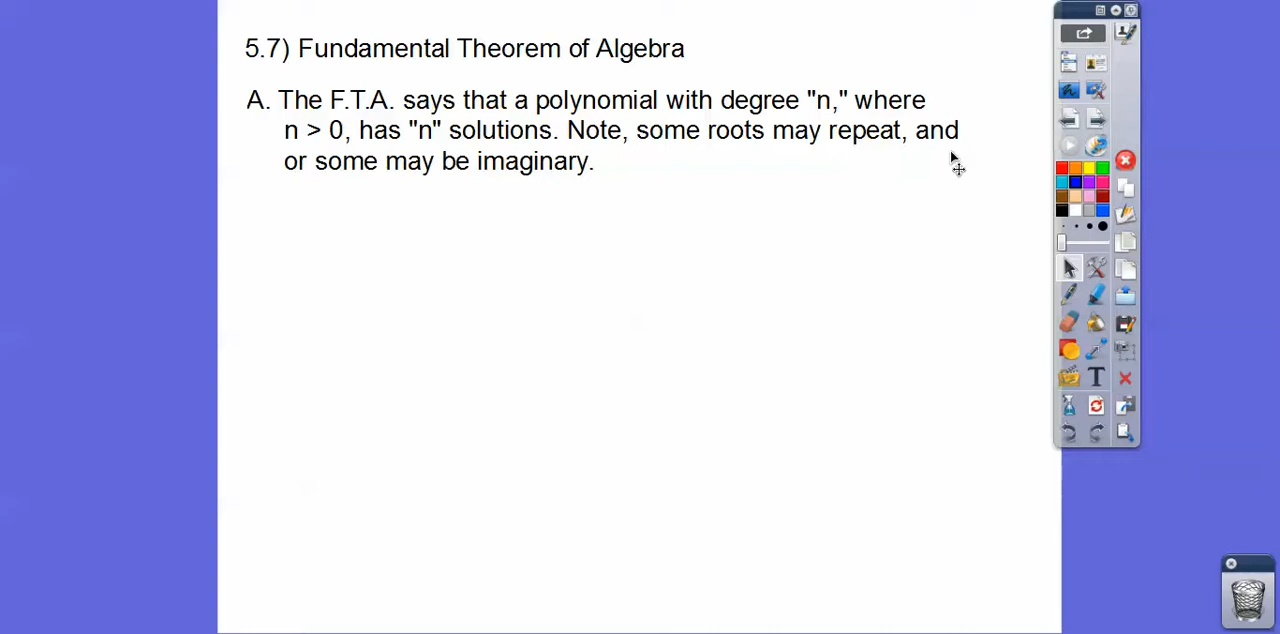 5.7) Fundamental Theorem of Algebra
A. The F.T.A. says that a polynomial with degree "n," where
n > 0, has "n" solutions. Note, some roots may repeat, and
or some may be imaginary.
T